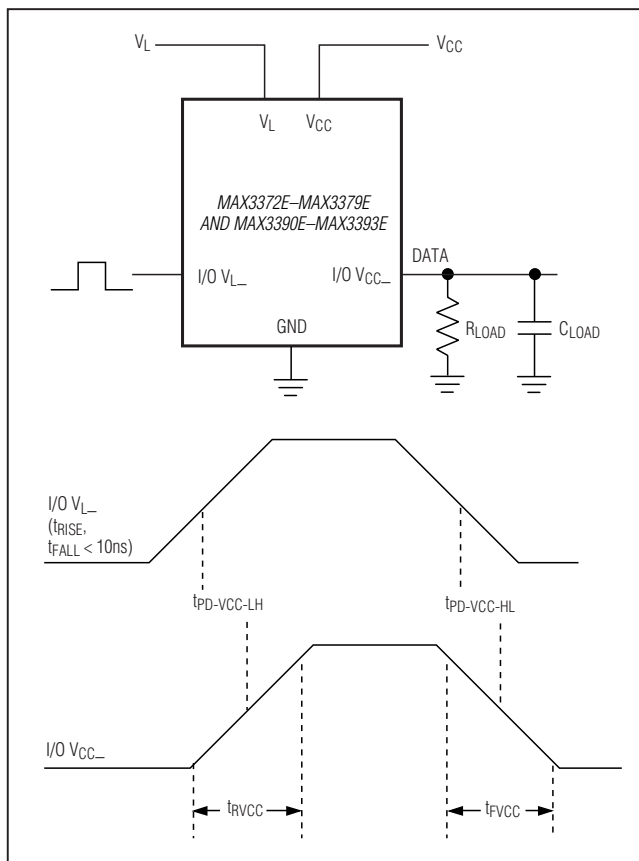 VL VCC
VL VCC
MAX3372E–MAX3379E
AND MAX3390E–MAX3393E
DATA
I/O VL_ I/O VCC_
RLOAD CLOAD
GND
I/O VL_
(tRISE,
tFALL < 10ns)
tPD-VCC-LH tPD-VCC-HL
I/O VCC_
tRVCC tFVCC